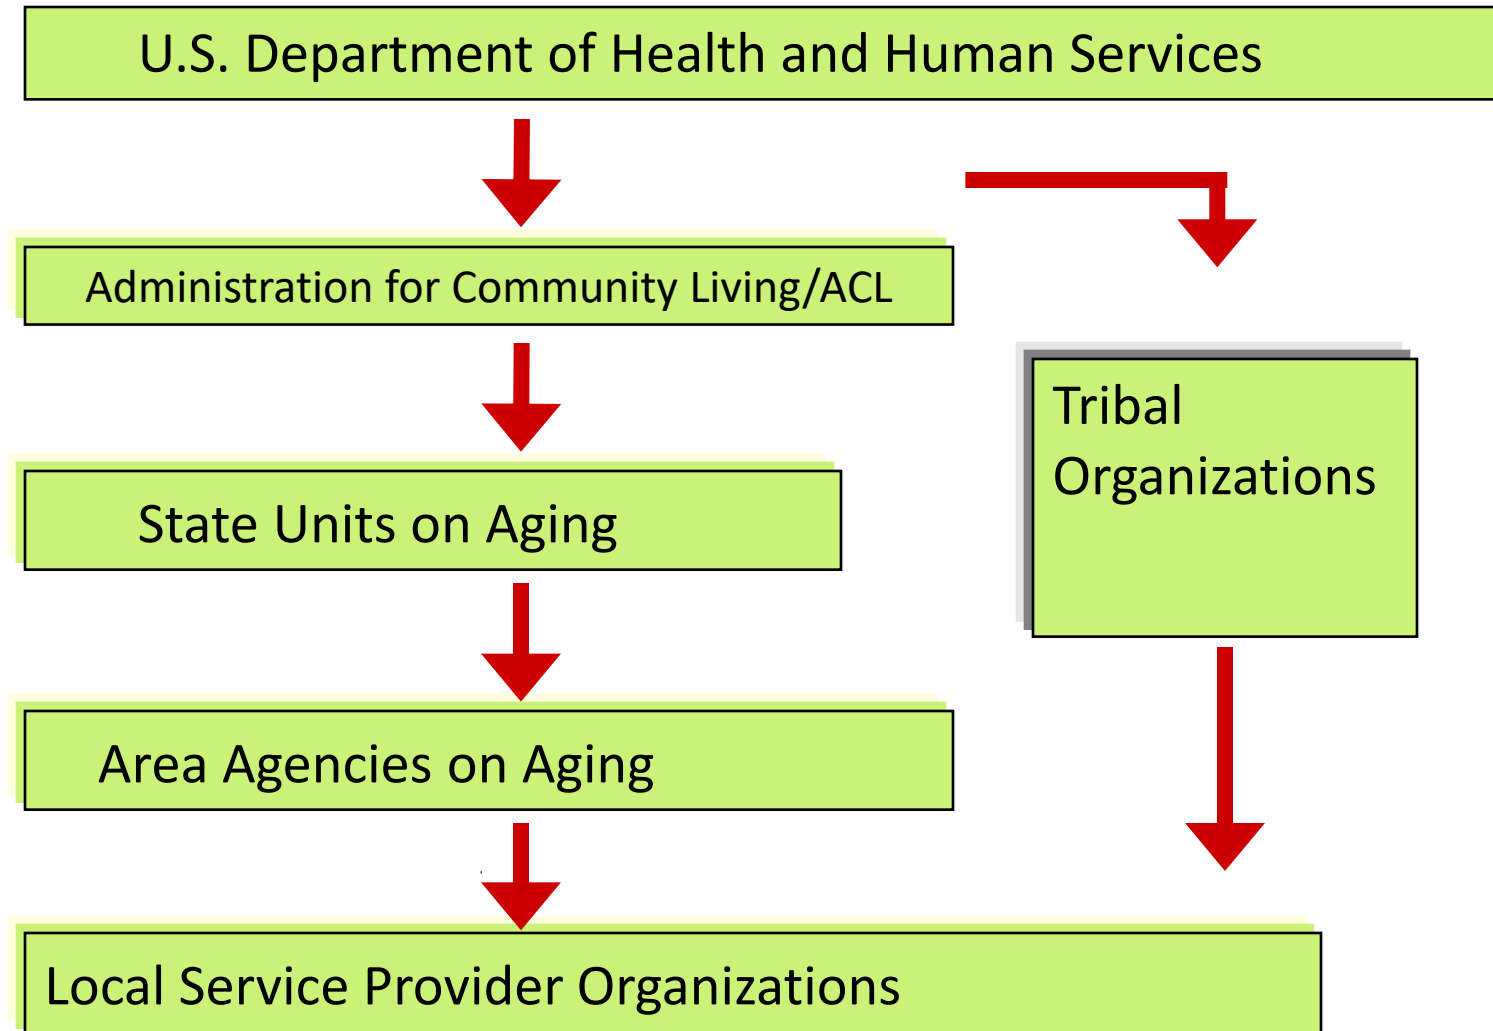 U.S. Department of Health and Human Services
Administration for Community Living/ACL
Tribal
Organizations
State Units on Aging
Area Agencies on Aging
Local Service Provider Organizations